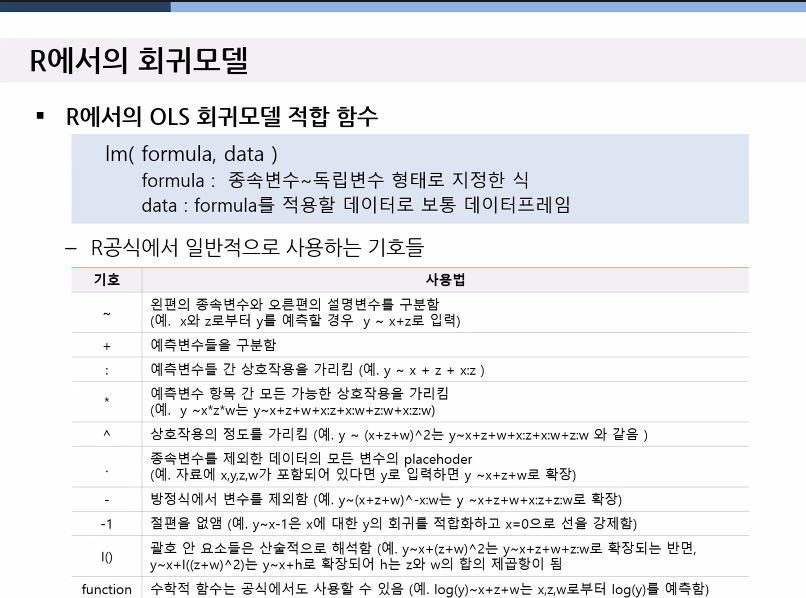 R에서의 회귀모델
▪ R에서의 OLS 회귀모델 적합 함수
lm( formula, data )
formula : 종속변수~독립변수 형태로 지정한 식
data : formula를 적용할 데이터로 보통 데이터프레임
– R공식에서 일반적으로 사용하는 기호들
기호 사용법
~ 왼편의 종속변수와 오른편의 설명변수를 구분함
(예. x와 z로부터 y를 예측할 경우 y ~ x+z로 입력)
+ 예측변수들을 구분함
: 예측변수들 간 상호작용을 가리킴 (예. y ~ x + z + x:z )
* 예측변수 항목 간 모든 가능한 상호작용을 가리킴
(예. y ~x*z*w는 y~x+z+w+x:z+x:w+z:w+x:z:w)
^ 상호작용의 정도를 가리킴 (예. y ~ (x+z+w)^2는 y~x+z+w+x:z+x:w+z:w 와 같음 )
. 종속변수를 제외한 데이터의 모든 변수의 placehoder
(예. 자료에 x,y,z,w가 포함되어 있다면 y로 입력하면 y ~x+z+w로 확장)
- 방정식에서 변수를 제외함 (예. y~(x+z+w)^-x:w는 y ~x+z+w+x:z+z:w로 확장)
-1 절편을 없앰 (예. y~x-1은 x에 대한 y의 회귀를 적합화하고 x=0으로 선을 강제함)
I() 괄호 안 요소들은 산술적으로 해석함 (예. y~x+(z+w)^2는 y~x+z+w+z:w로 확장되는 반면,
y~x+I((z+w)^2)는 y~x+h로 확장되어 h는 z와 w의 합의 제곱항이 됨
function 수학적 함수는 공식에서도 사용할 수 있음 (예. log(y)~x+z+w는 x,z,w로부터 log(y)를 예측함)